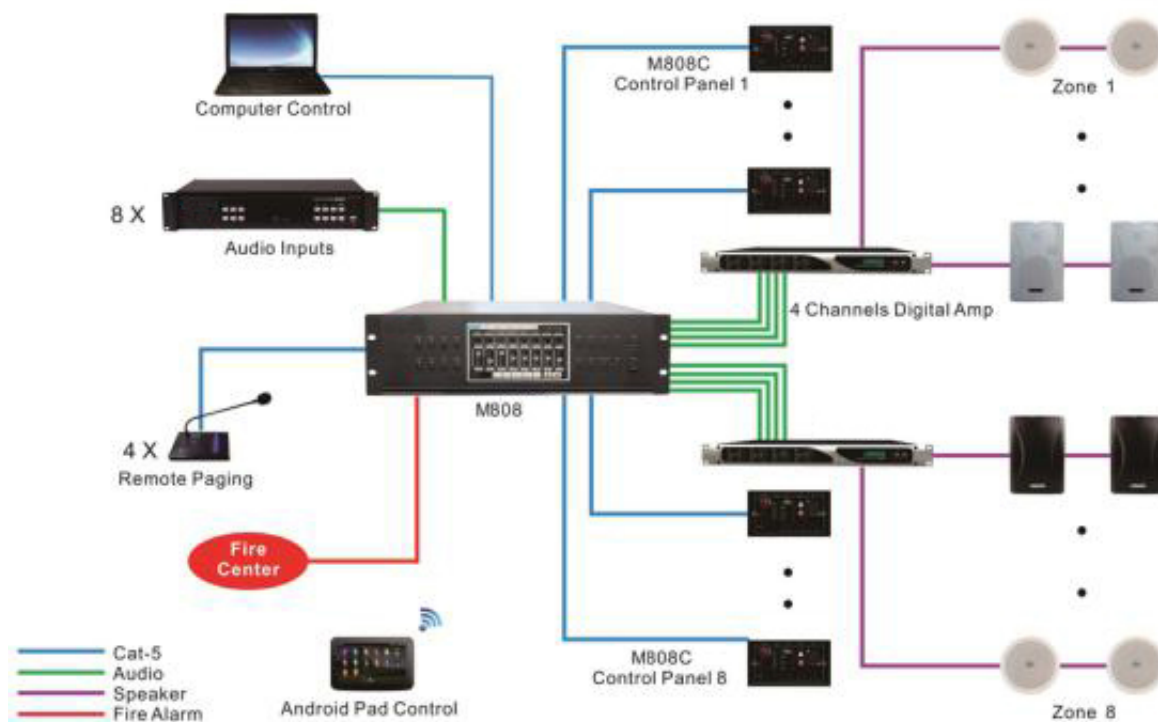 Computer Control
8 X
Audio Inputs
4 X
Remote Paging
Fire
Center
Cat-5
Audio
Speaker
Fire Alarm
Android Pad Control
M808
M808C
Control Panel 1
4 Channels Digital Amp
M808C
Control Panel 8
Zone 1
Zone 8